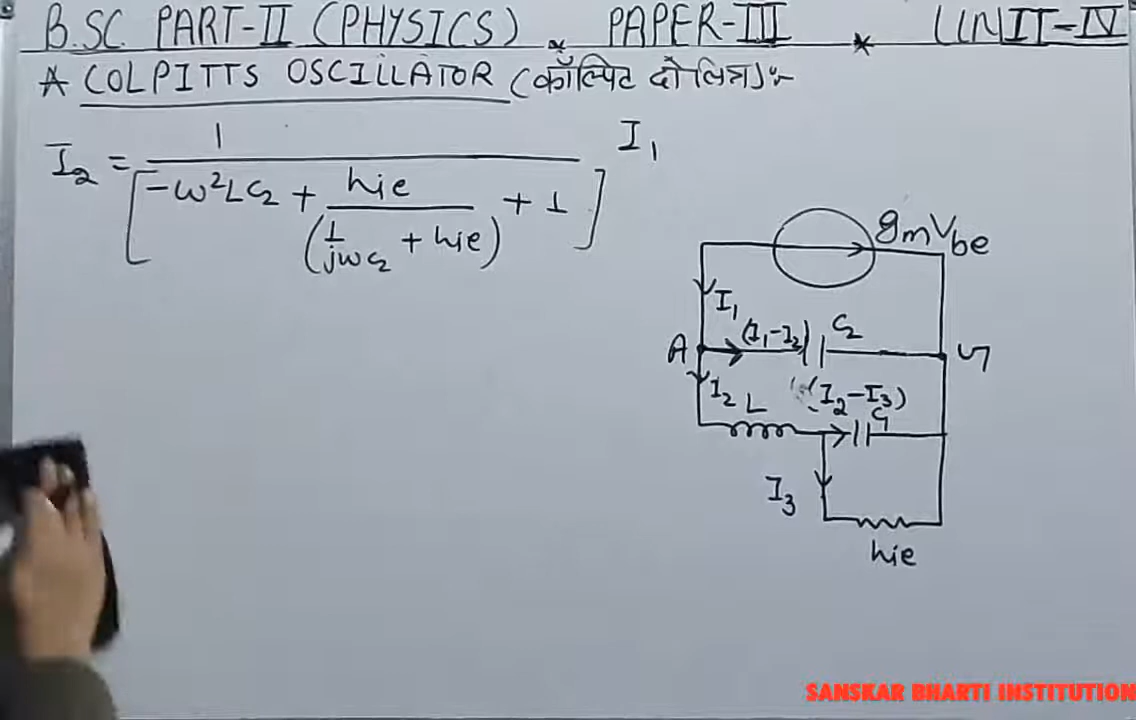 B.SC. PART-II (PHYSICS) * PAPER-III * UNIT-IV
* COLPITTS OSCILLATOR (कॉल्पिट दोलित्र):-
I₂ = 1 / [-ω²LC₂ + hie / (1/jωC₂ + hie) + 1] I₁
gmVbe
I₁
(I₁-I₂) C₂
A
I₂ L (I₂-I₃)
C₁
I₃
hie
SANSKAR BHARTI INSTITUTION